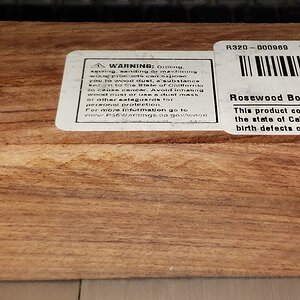 ⚠ WARNING: Drilling,
sawing, sanding or machining
wood products can expose
you to wood dust, a substance
known to the State of California
to cause cancer. Avoid inhaling
wood dust or use a dust mask
or other safeguards for
personal protection.
For more information go to
www.P65Warnings.ca.gov/wood
R320-000969
Rosewood Bo
This product co
the state of Cal
birth defects o